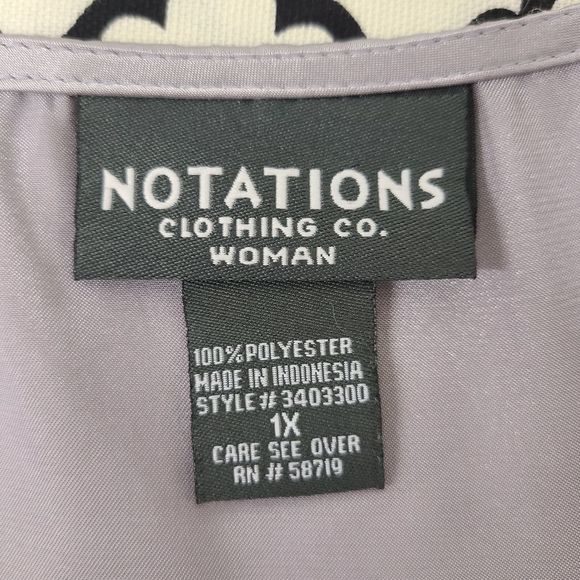 NOTATIONS
CLOTHING CO.
WOMAN
100% POLYESTER
MADE IN INDONESIA
STYLE# 3403300
1X
CARE SEE OVER
RN # 58719